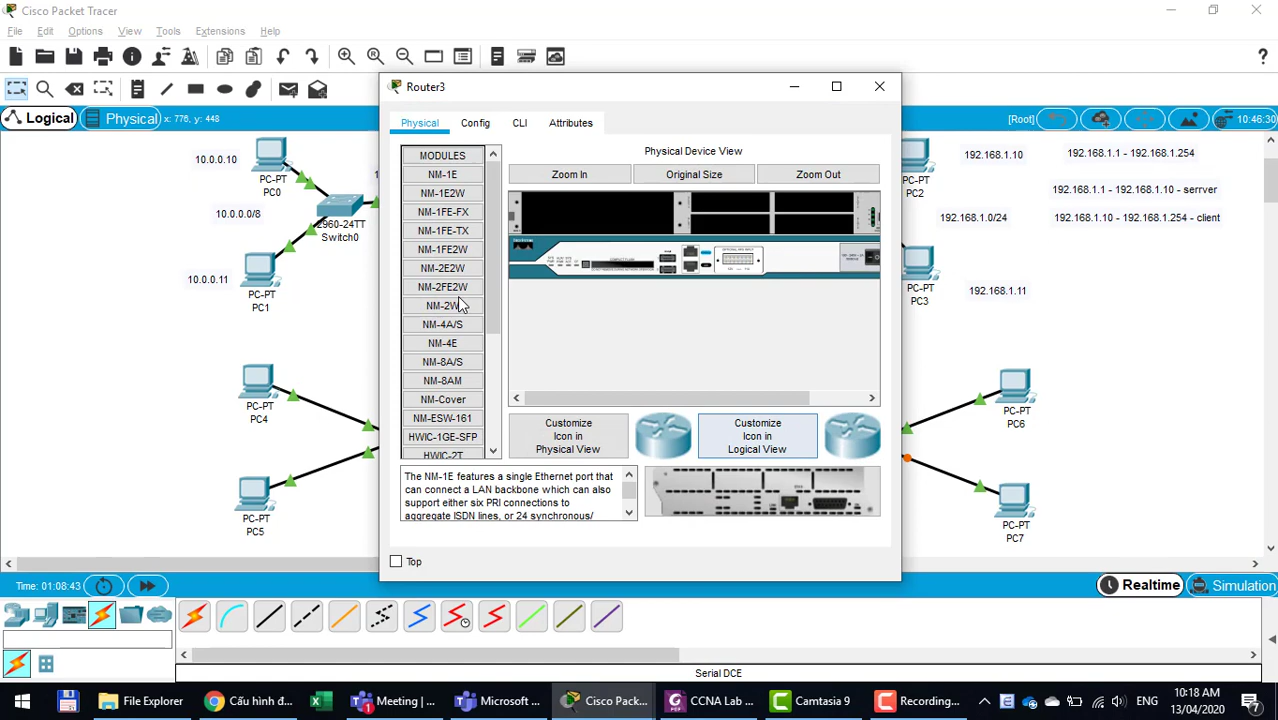 Cisco Packet Tracer
File Edit Options View Tools Extensions Help
Logical
Physical
x: 776, y: 448
[Root]
10:46:30
Router3
Physical Config CLI Attributes
MODULES
NM-1E
NM-1E2W
NM-1FE-FX
NM-1FE-TX
NM-1FE2W
NM-2E2W
NM-2FE2W
NM-2W
NM-4A/S
NM-4E
NM-8A/S
NM-8AM
NM-Cover
NM-ESW-161
HWIC-1GE-SFP
HWIC-2T
Physical Device View
Zoom In Original Size Zoom Out
Customize
Icon in
Physical View
Customize
Icon in
Logical View
The NM-1E features a single Ethernet port that
can connect a LAN backbone which can also
support either six PRI connections to
aggregate ISDN lines, or 24 synchronous/
Top
10.0.0.10
PC-PT
PC0
2960-24TT
Switch0
10.0.0.0/8
10.0.0.11
PC-PT
PC1
PC-PT
PC4
PC-PT
PC5
PC-PT
PC2
192.168.1.10
192.168.1.1 - 192.168.1.254
192.168.1.1 - 192.168.1.10 - serrver
192.168.1.0/24
192.168.1.10 - 192.168.1.254 - client
PC-PT
PC3
192.168.1.11
PC-PT
PC6
PC-PT
PC7
Time: 01:08:43
Realtime
Simulation
Serial DCE
File Explorer
Cấu hình đ...
Meeting | ...
Microsoft ...
Cisco Pack...
CCNA Lab ...
Camtasia 9
Recording...
ENG
10:18 AM
13/04/2020